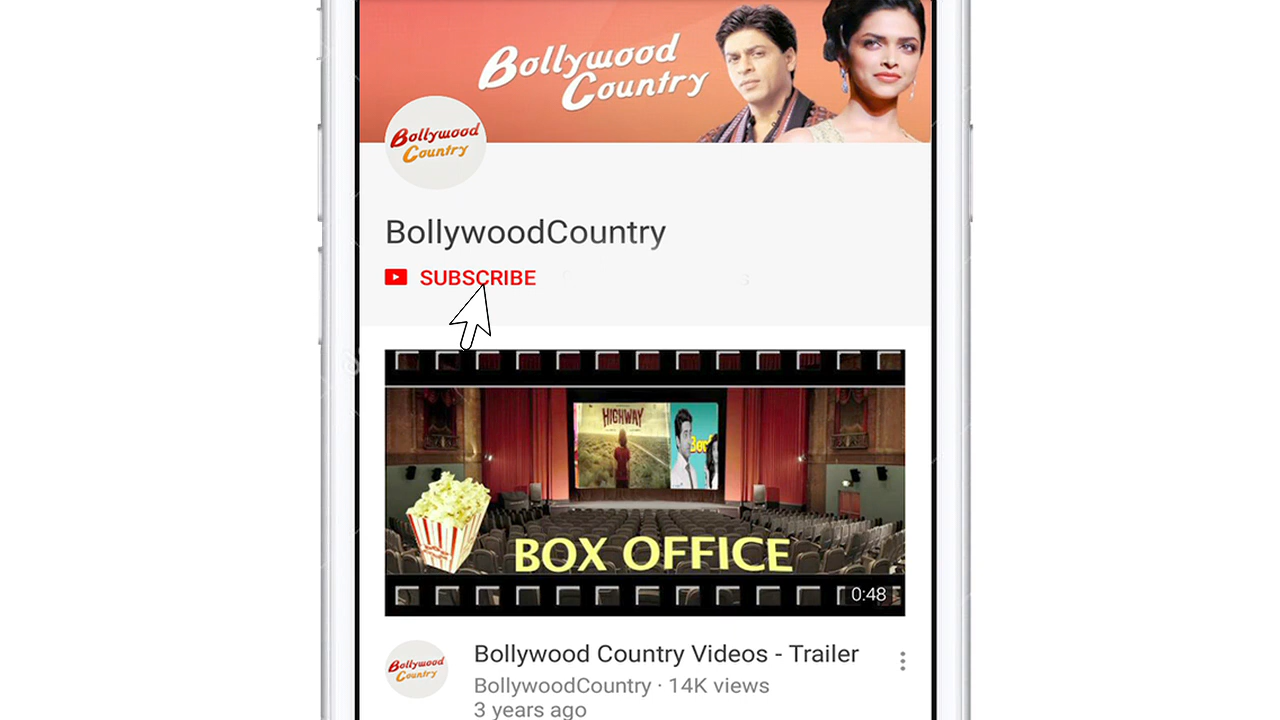 Bollywood
Country
Bollywood
Country
BollywoodCountry
SUBSCRIBE
HIGHWAY
BOX OFFICE
0:48
Bollywood
Country
Bollywood Country Videos - Trailer
BollywoodCountry · 14K views
3 years ago